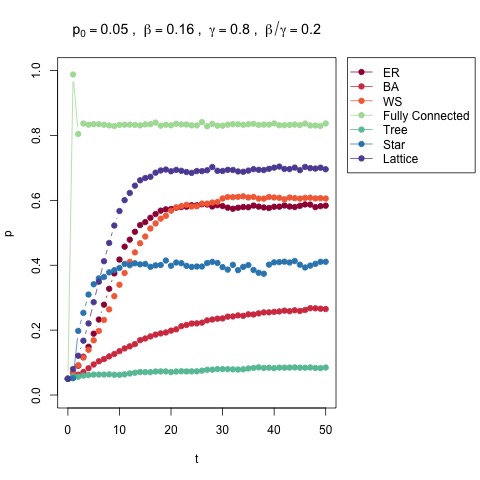 p₀ = 0.05 , β = 0.16 , γ = 0.8 , β/γ = 0.2
ER
BA
WS
Fully Connected
Tree
Star
Lattice
1.0
0.8
0.6
0.4
0.2
0.0
p
0 10 20 30 40 50
t